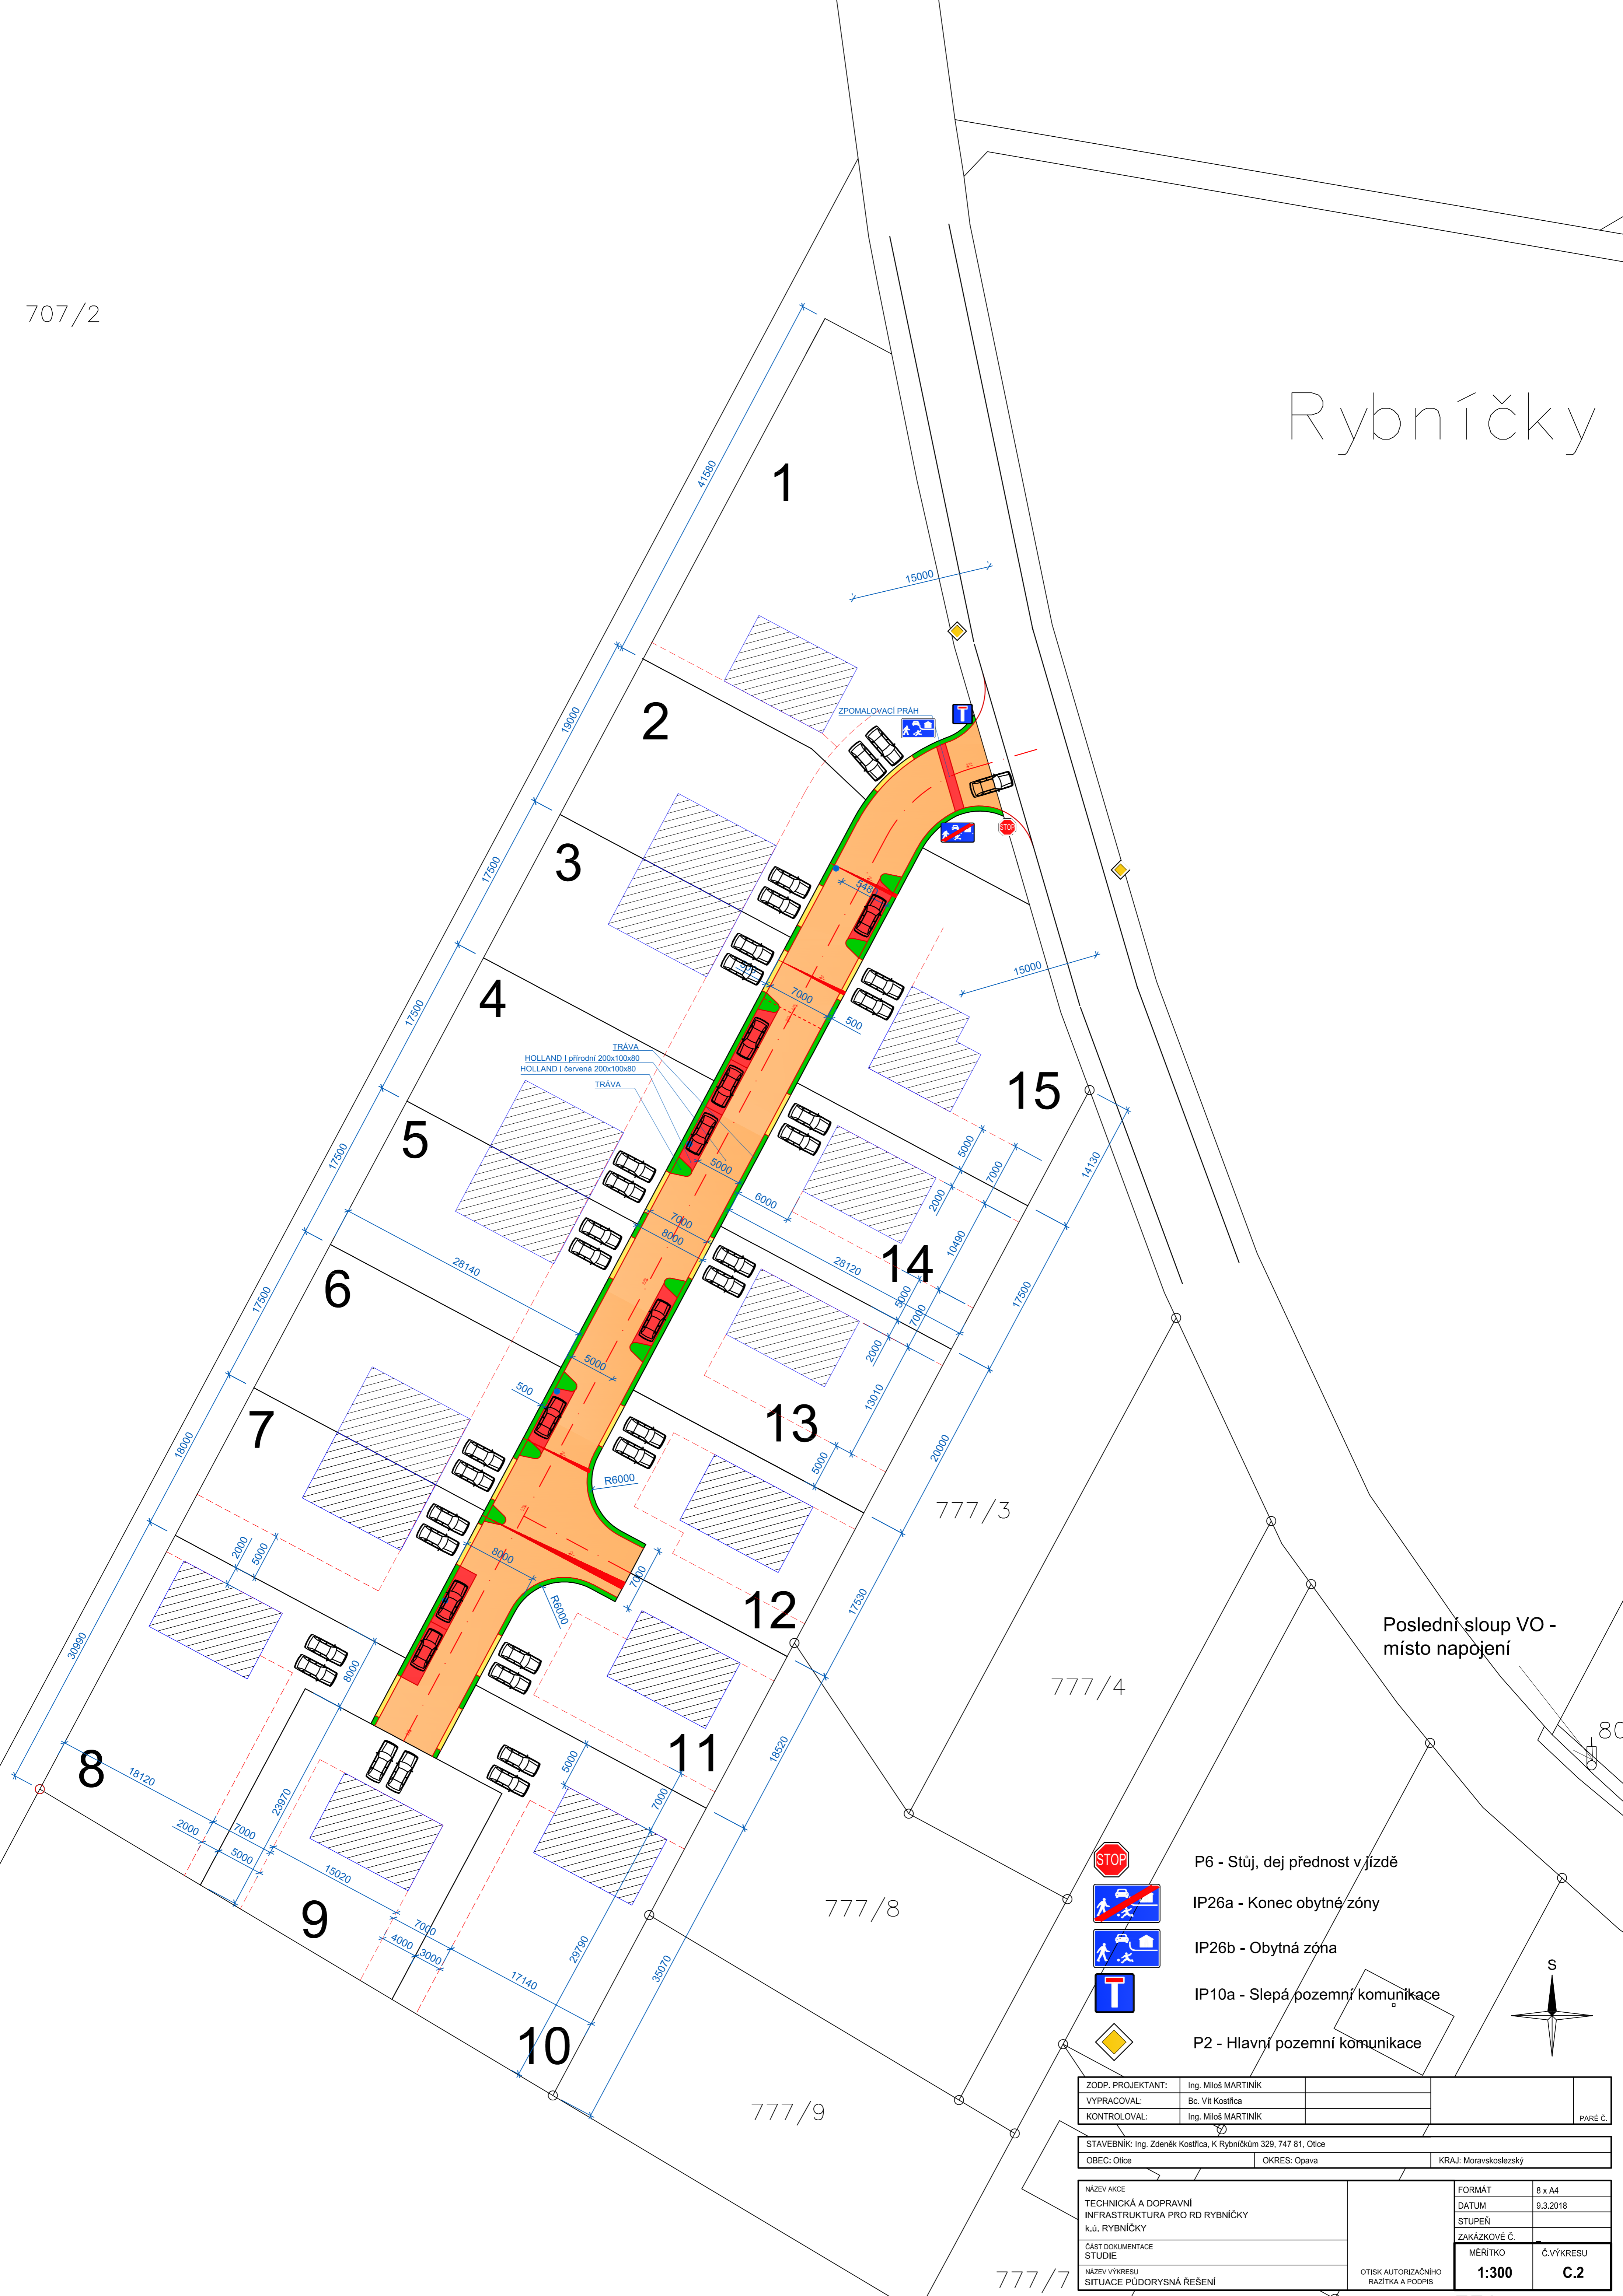 707/2
Rybníčky
1
41580
15000
2
ZPOMALOVACÍ PRÁH
19000
STOP
3
17500
548
4
17500
500
7000
500
15000
TRÁVA
HOLLAND I přírodní 200x100x80
HOLLAND I červená 200x100x80
TRÁVA
15
5
17500
5000
6000
5000
7000
2000
14130
7000
8000
10490
28140
28120
14
6
17500
5000
7000
17500
2000
5000
500
13010
7
18000
13
5000
20000
R6000
777/3
2000
5000
8000
7000
R6000
17530
12
30990
8000
777/4
Poslední sloup VO -
místo napojení
80
11
18520
5000
7000
8
18120
23970
2000
7000
5000
15020
9
7000
4000
3000
17140
29790
35070
10
777/8
777/9
777/7
STOP
P6 - Stůj, dej přednost v jízdě
IP26a - Konec obytné zóny
IP26b - Obytná zóna
IP10a - Slepá pozemní komunikace
P2 - Hlavní pozemní komunikace
S
ZODP. PROJEKTANT: Ing. Miloš MARTINÍK
VYPRACOVAL: Bc. Vít Kostřica
KONTROLOVAL: Ing. Miloš MARTINÍK
PARÉ Č.
STAVEBNÍK: Ing. Zdeněk Kostřica, K Rybníčkům 329, 747 81, Otice
OBEC: Otice OKRES: Opava KRAJ: Moravskoslezský
NÁZEV AKCE
TECHNICKÁ A DOPRAVNÍ
INFRASTRUKTURA PRO RD RYBNÍČKY
k.ú. RYBNÍČKY
ČÁST DOKUMENTACE
STUDIE
NÁZEV VÝKRESU
SITUACE PŮDORYSNÁ ŘEŠENÍ
OTISK AUTORIZAČNÍHO
RAZÍTKA A PODPIS
FORMÁT 8 x A4
DATUM 9.3.2018
STUPEŇ
ZAKÁZKOVÉ Č. _
MĚŘÍTKO Č.VÝKRESU
1:300 C.2